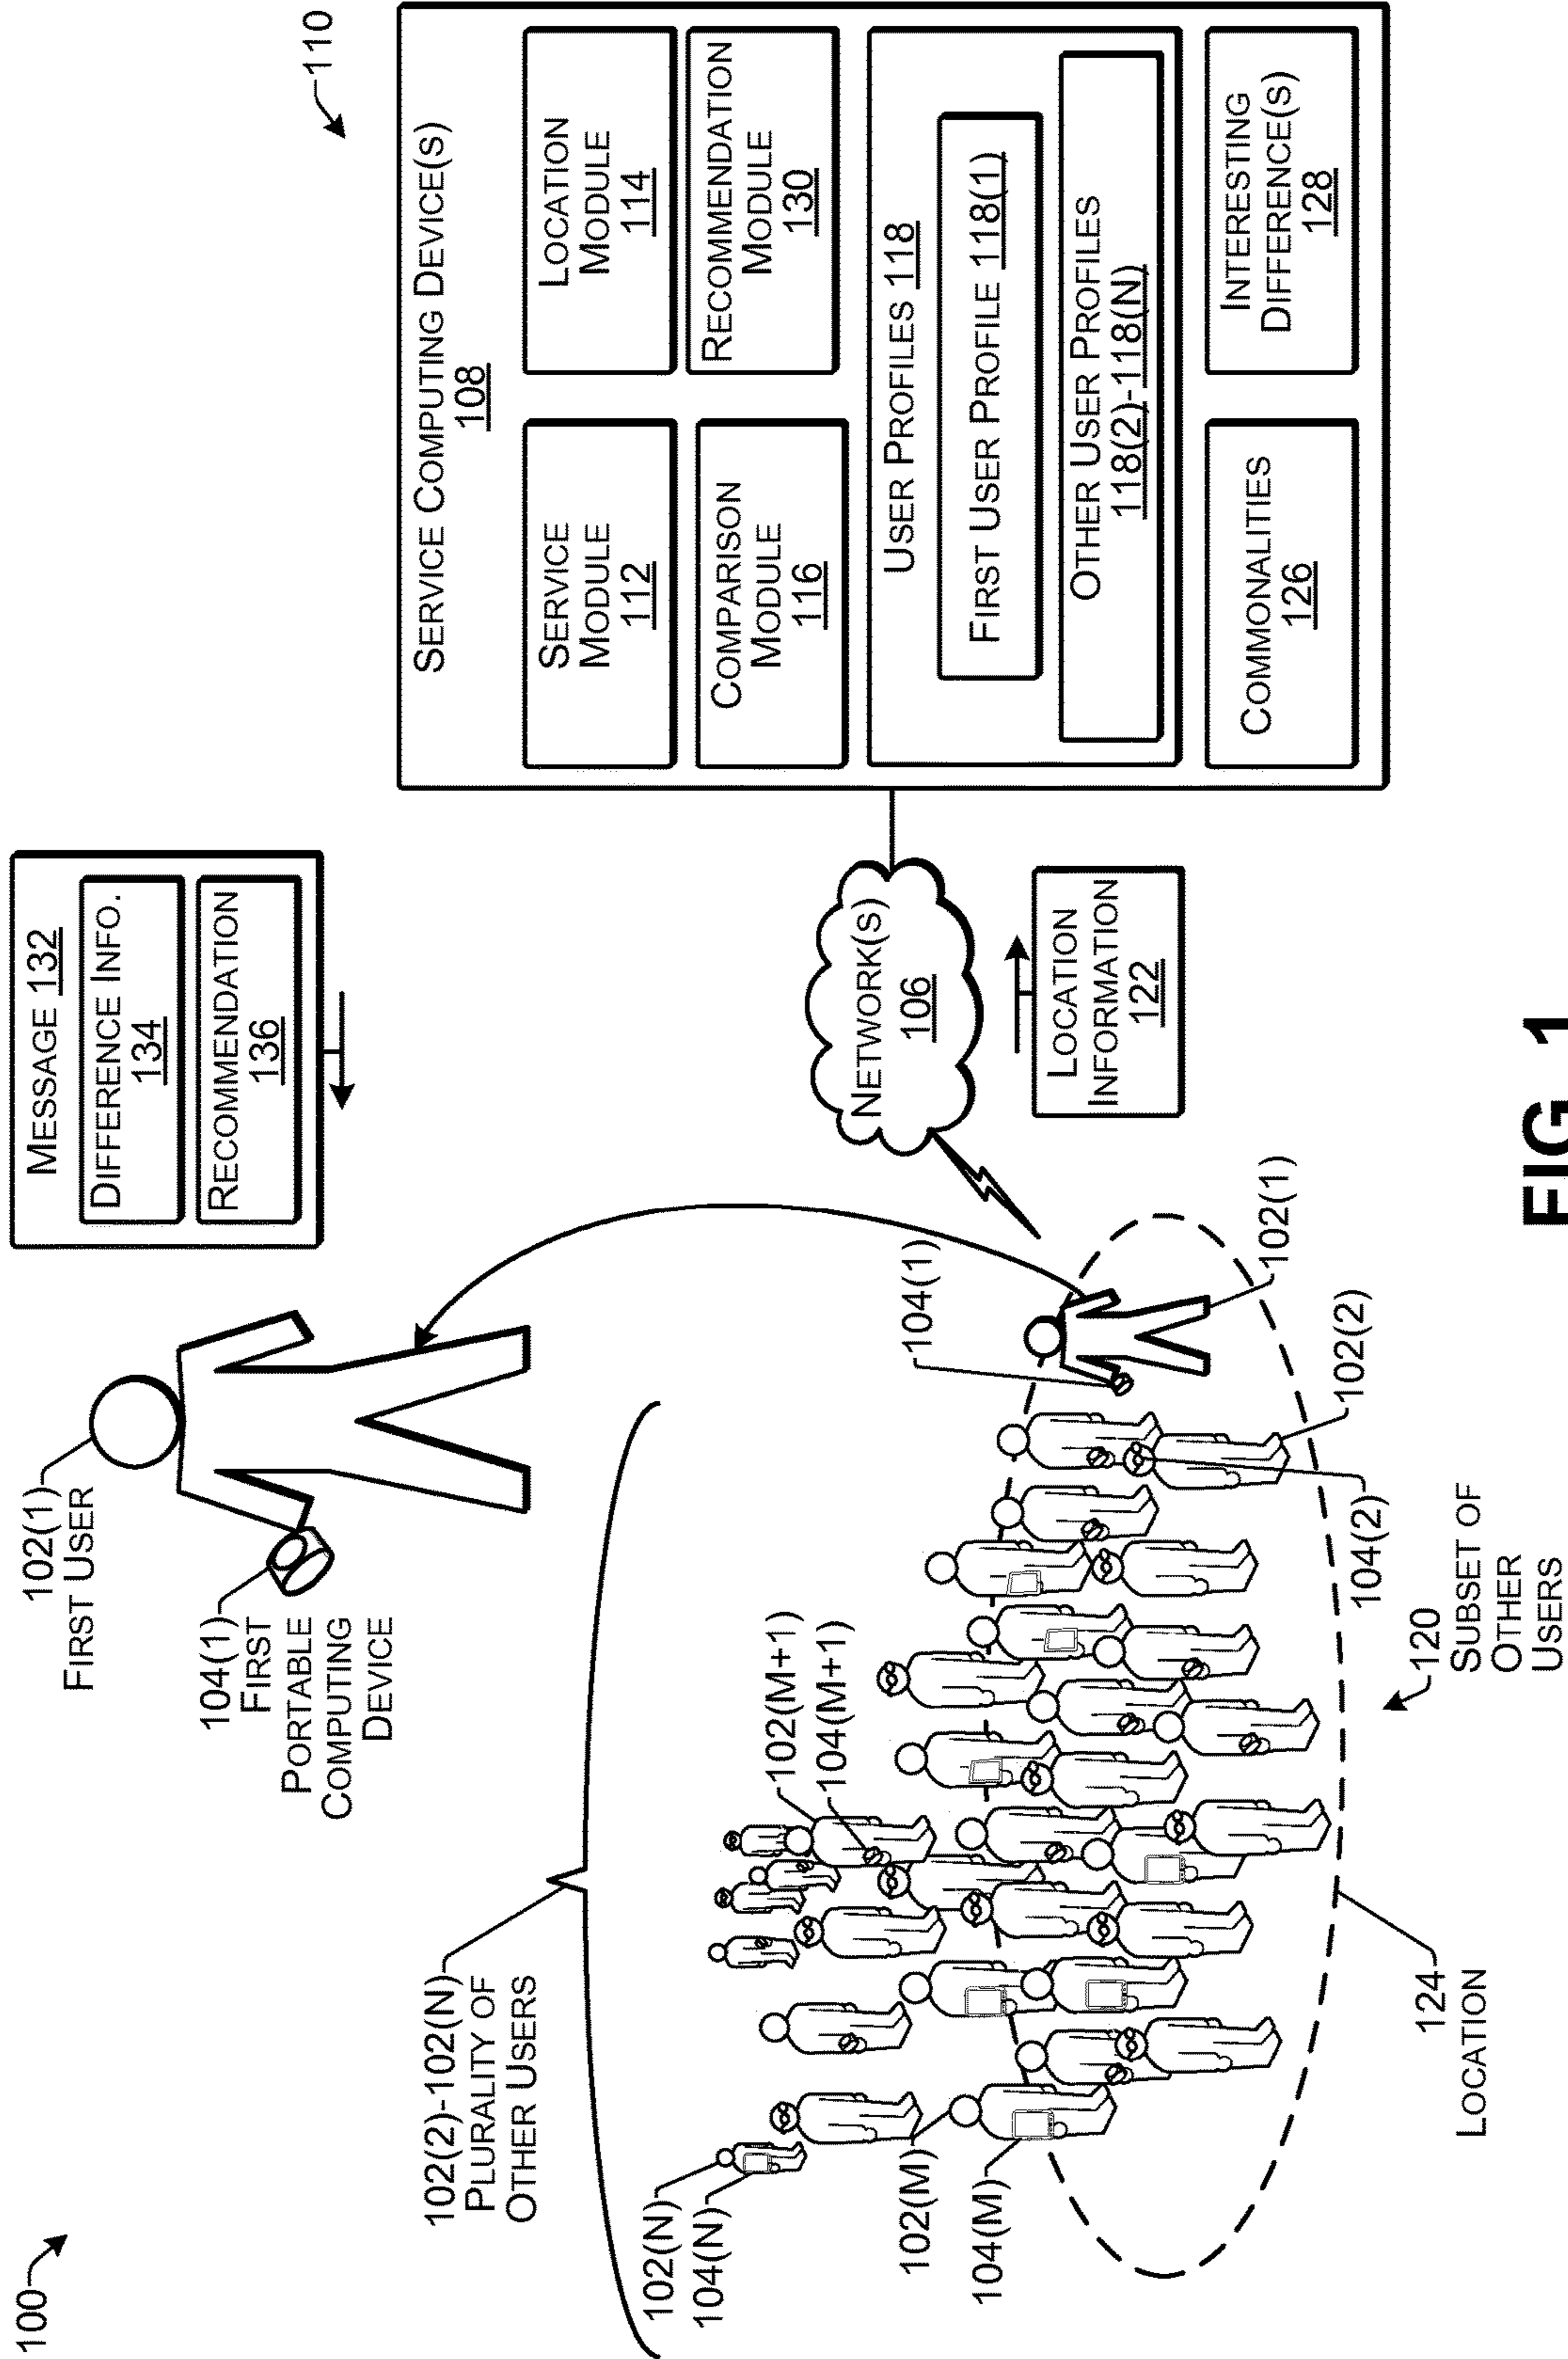 100
102(1)
FIRST USER
104(1)
FIRST
PORTABLE
COMPUTING
DEVICE
MESSAGE 132
DIFFERENCE INFO.
134
RECOMMENDATION
136
110
SERVICE COMPUTING DEVICE(S)
108
SERVICE
MODULE
112
LOCATION
MODULE
114
COMPARISON
MODULE
116
RECOMMENDATION
MODULE
130
USER PROFILES 118
FIRST USER PROFILE 118(1)
OTHER USER PROFILES
118(2)-118(N)
COMMONALITIES
126
INTERESTING
DIFFERENCE(S)
128
102(2)-102(N)
PLURALITY OF
OTHER USERS
102(N)
104(N)
102(M+1)
104(M+1)
102(M)
104(M)
104(1)
102(1)
102(2)
104(2)
NETWORK(S)
106
LOCATION
INFORMATION
122
124
LOCATION
120
SUBSET OF
OTHER
USERS
FIG. 1